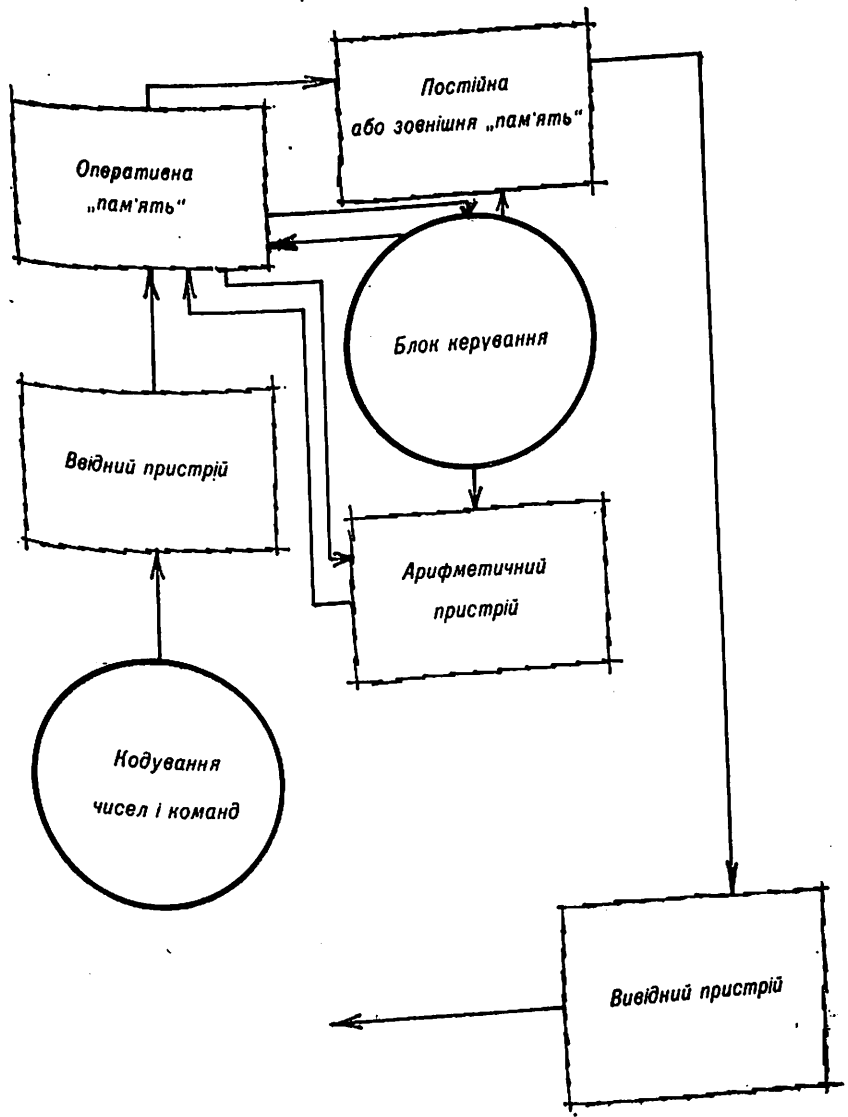 Постійна
або зовнішня „пам'ять“
Оперативна
„пам'ять“
Блок керування
Ввідний пристрій
Арифметичний
пристрій
Кодування
чисел і команд
Вивідний пристрій